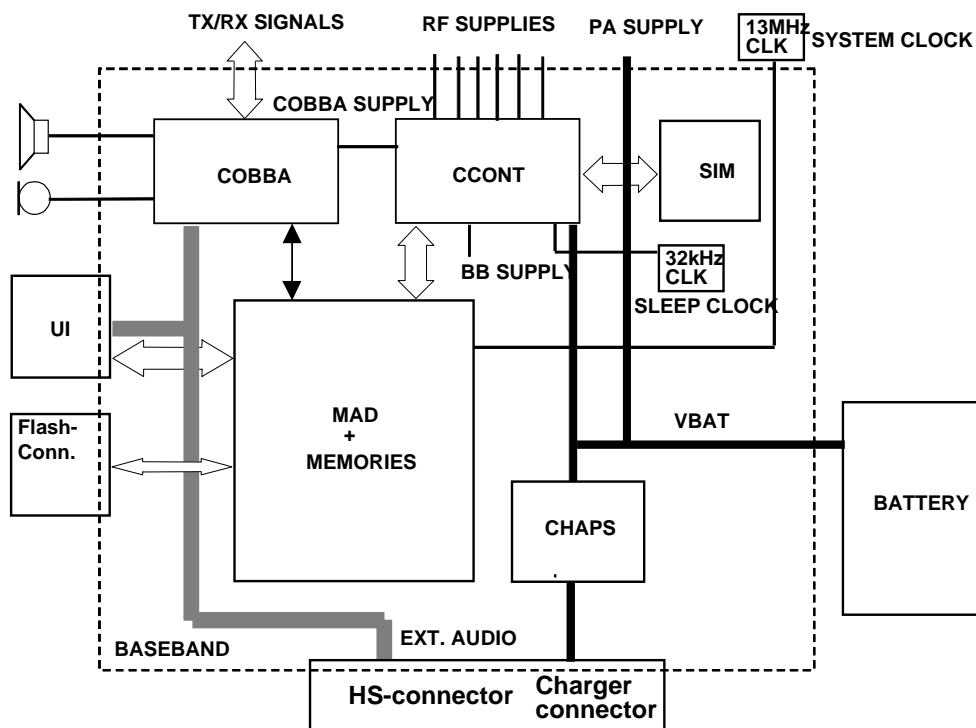 TX/RX SIGNALS
RF SUPPLIES
PA SUPPLY
13MHz
CLK
SYSTEM CLOCK
COBBA SUPPLY
COBBA
CCONT
SIM
BB SUPPLY
32kHz
CLK
SLEEP CLOCK
UI
Flash-
Conn.
MAD
+
MEMORIES
VBAT
CHAPS
BATTERY
EXT. AUDIO
BASEBAND
HS-connector
Charger
connector